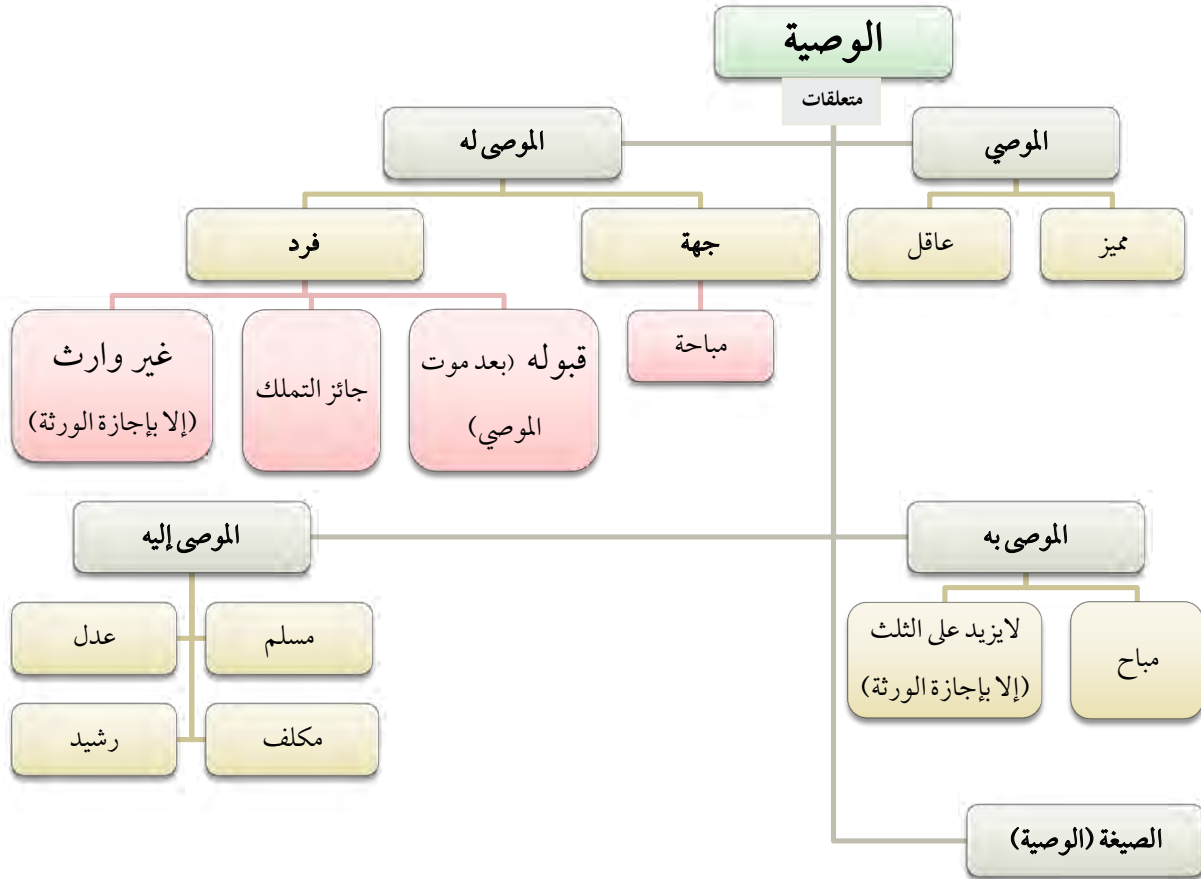 الوصية
متعلقات
الموصي
الموصى له
مميز
عاقل
جهة
فرد
مباحة
قبوله (بعد موت
الموصي)
جائز التملك
غير وارث
(إلا بإجازة الورثة)
الموصى به
الموصى إليه
مباح
لايزيد على الثلث
(إلا بإجازة الورثة)
مسلم
عدل
مكلف
رشيد
الصيغة (الوصية)